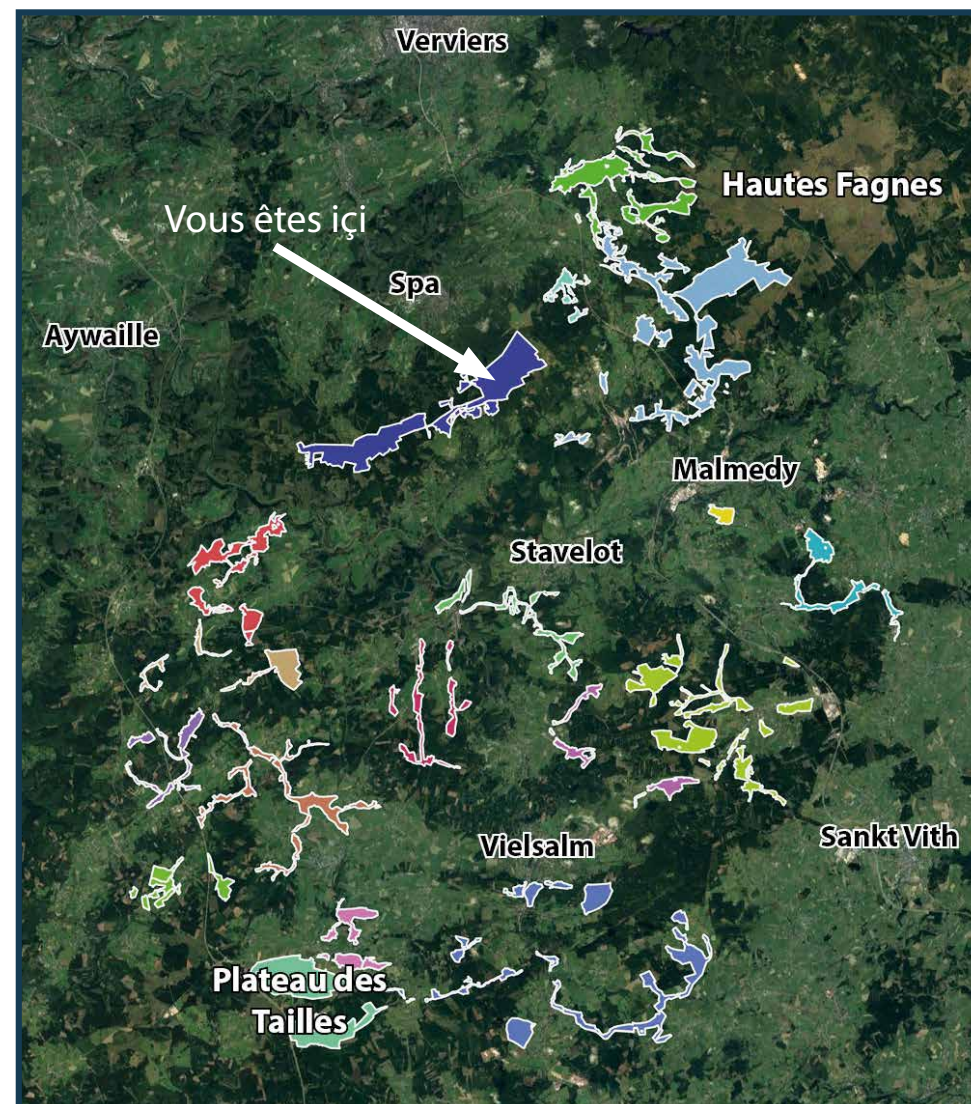 Verviers
Hautes Fagnes
Vous êtes içi
Spa
Aywaille
Malmedy
Stavelot
Vielsalm
Sankt Vith
Plateau des
Tailles